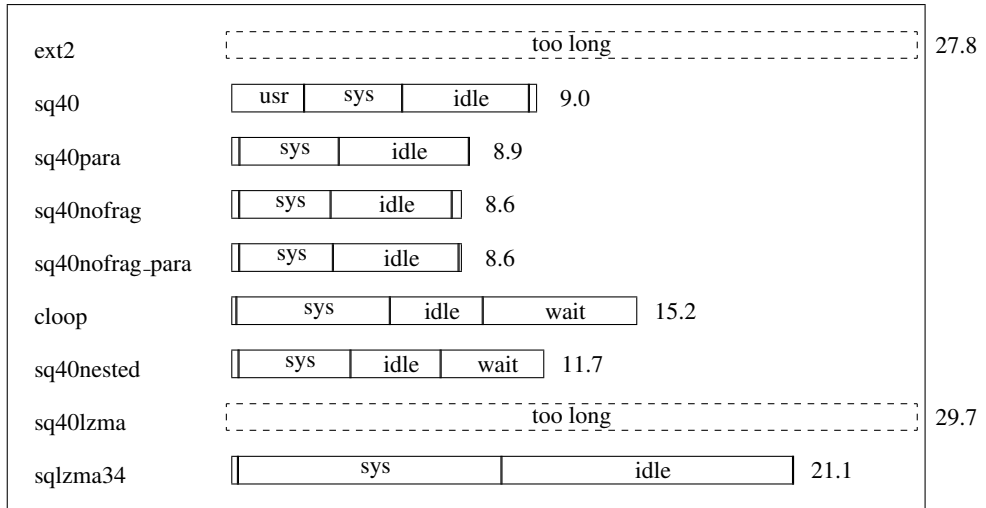 ext2 too long 27.8
sq40 usr sys idle 9.0
sq40para sys idle 8.9
sq40nofrag sys idle 8.6
sq40nofrag_para sys idle 8.6
cloop sys idle wait 15.2
sq40nested sys idle wait 11.7
sq40lzma too long 29.7
sqlzma34 sys idle 21.1